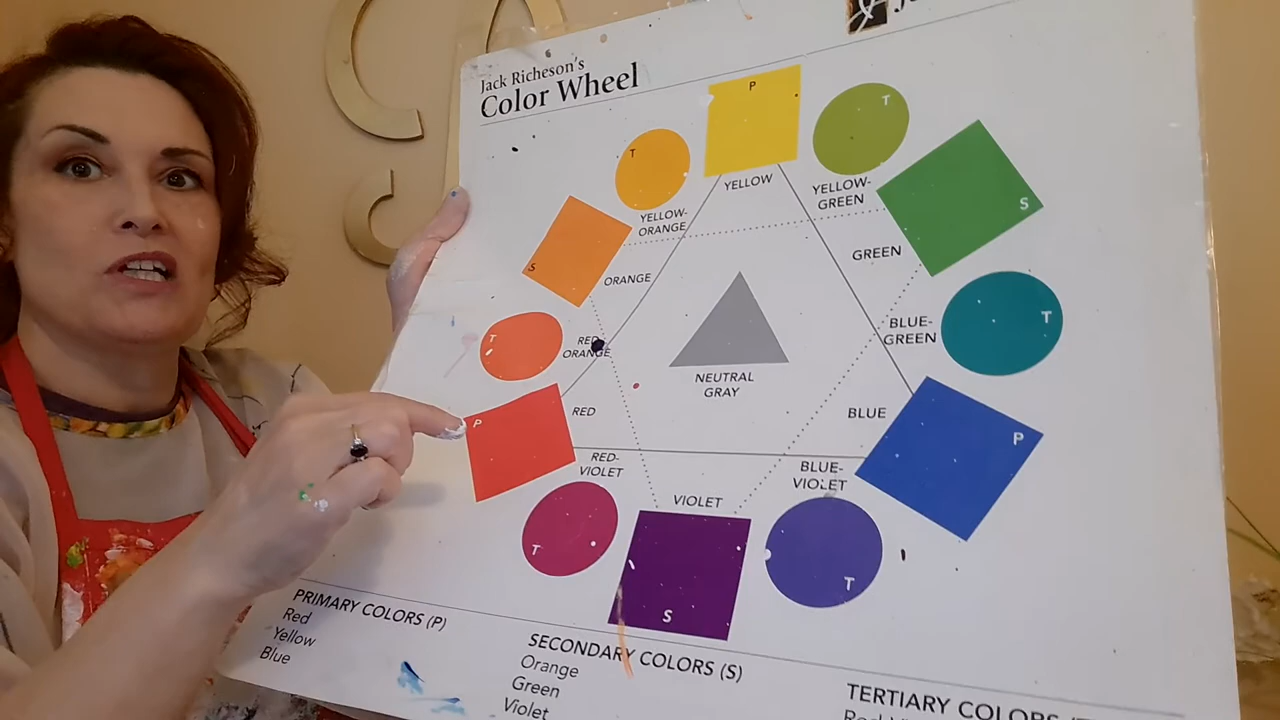 Jack Richeson's
Color Wheel
P
YELLOW
T
YELLOW-
GREEN
S
GREEN
T
BLUE-
GREEN
P
BLUE
T
BLUE-
VIOLET
S
VIOLET
T
RED-
VIOLET
P
RED
T
RED-
ORANGE
S
ORANGE
T
YELLOW-
ORANGE
NEUTRAL
GRAY
PRIMARY COLORS (P)
Red
Yellow
Blue
SECONDARY COLORS (S)
Orange
Green
Violet
TERTIARY